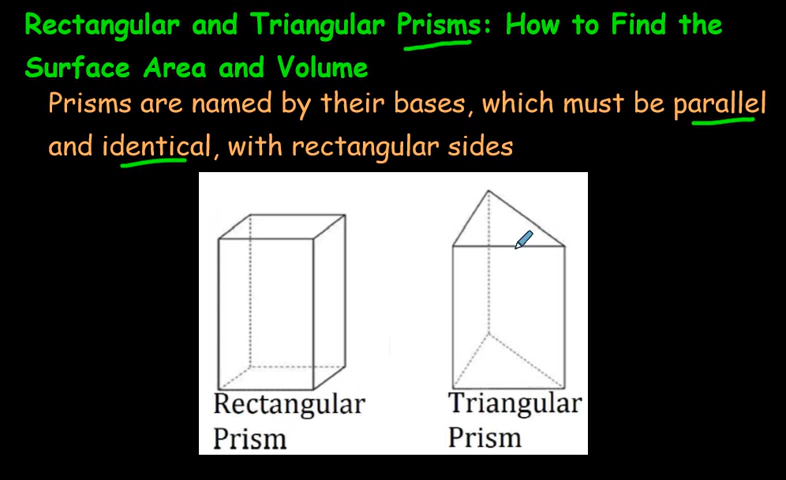 Rectangular and Triangular Prisms: How to Find the
Surface Area and Volume
Prisms are named by their bases, which must be parallel
and identical, with rectangular sides
Rectangular
Prism
Triangular
Prism